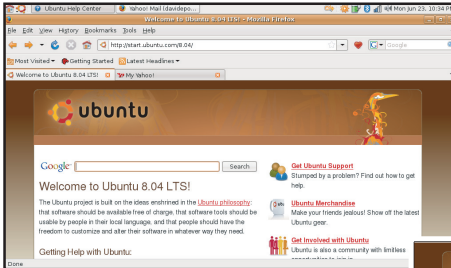 Ubuntu Help Center
Yahoo! Mail (davidepo...
Mon Jun 23, 10:34 P
Welcome to Ubuntu 8.04 LTS! - Mozilla Firefox
File Edit View History Bookmarks Tools Help
http://start.ubuntu.com/8.04/
Google
Most Visited Getting Started Latest Headlines
Welcome to Ubuntu 8.04 LTS!
My Yahoo!
ubuntu
Google
Search
Welcome to Ubuntu 8.04 LTS!
The Ubuntu project is built on the ideas enshrined in the Ubuntu philosophy:
that software should be available free of charge, that software tools should be
usable by people in their local language, and that people should have the
freedom to customize and alter their software in whatever way they need.
Getting Help with Ubuntu:
Get Ubuntu Support
Stumped by a problem? Find out how to get
help.
Ubuntu Merchandise
Make your friends jealous! Show off the latest
Ubuntu gear.
Get Involved with Ubuntu
Ubuntu is also a community with limitless
opportunities to join in
Done